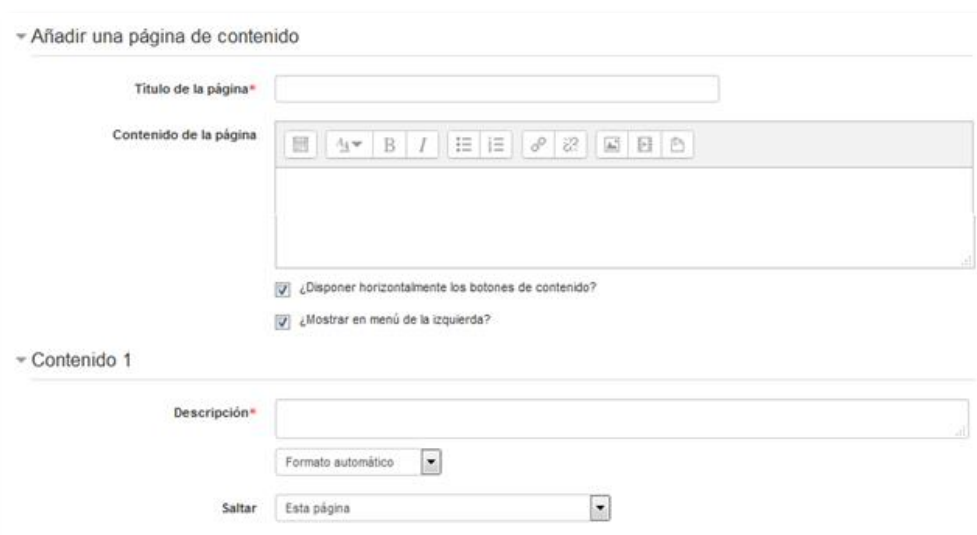 Añadir una página de contenido
Título de la página*
Contenido de la página
B I
¿Disponer horizontalmente los botones de contenido?
¿Mostrar en menú de la izquierda?
Contenido 1
Descripción*
Formato automático
Saltar Esta página